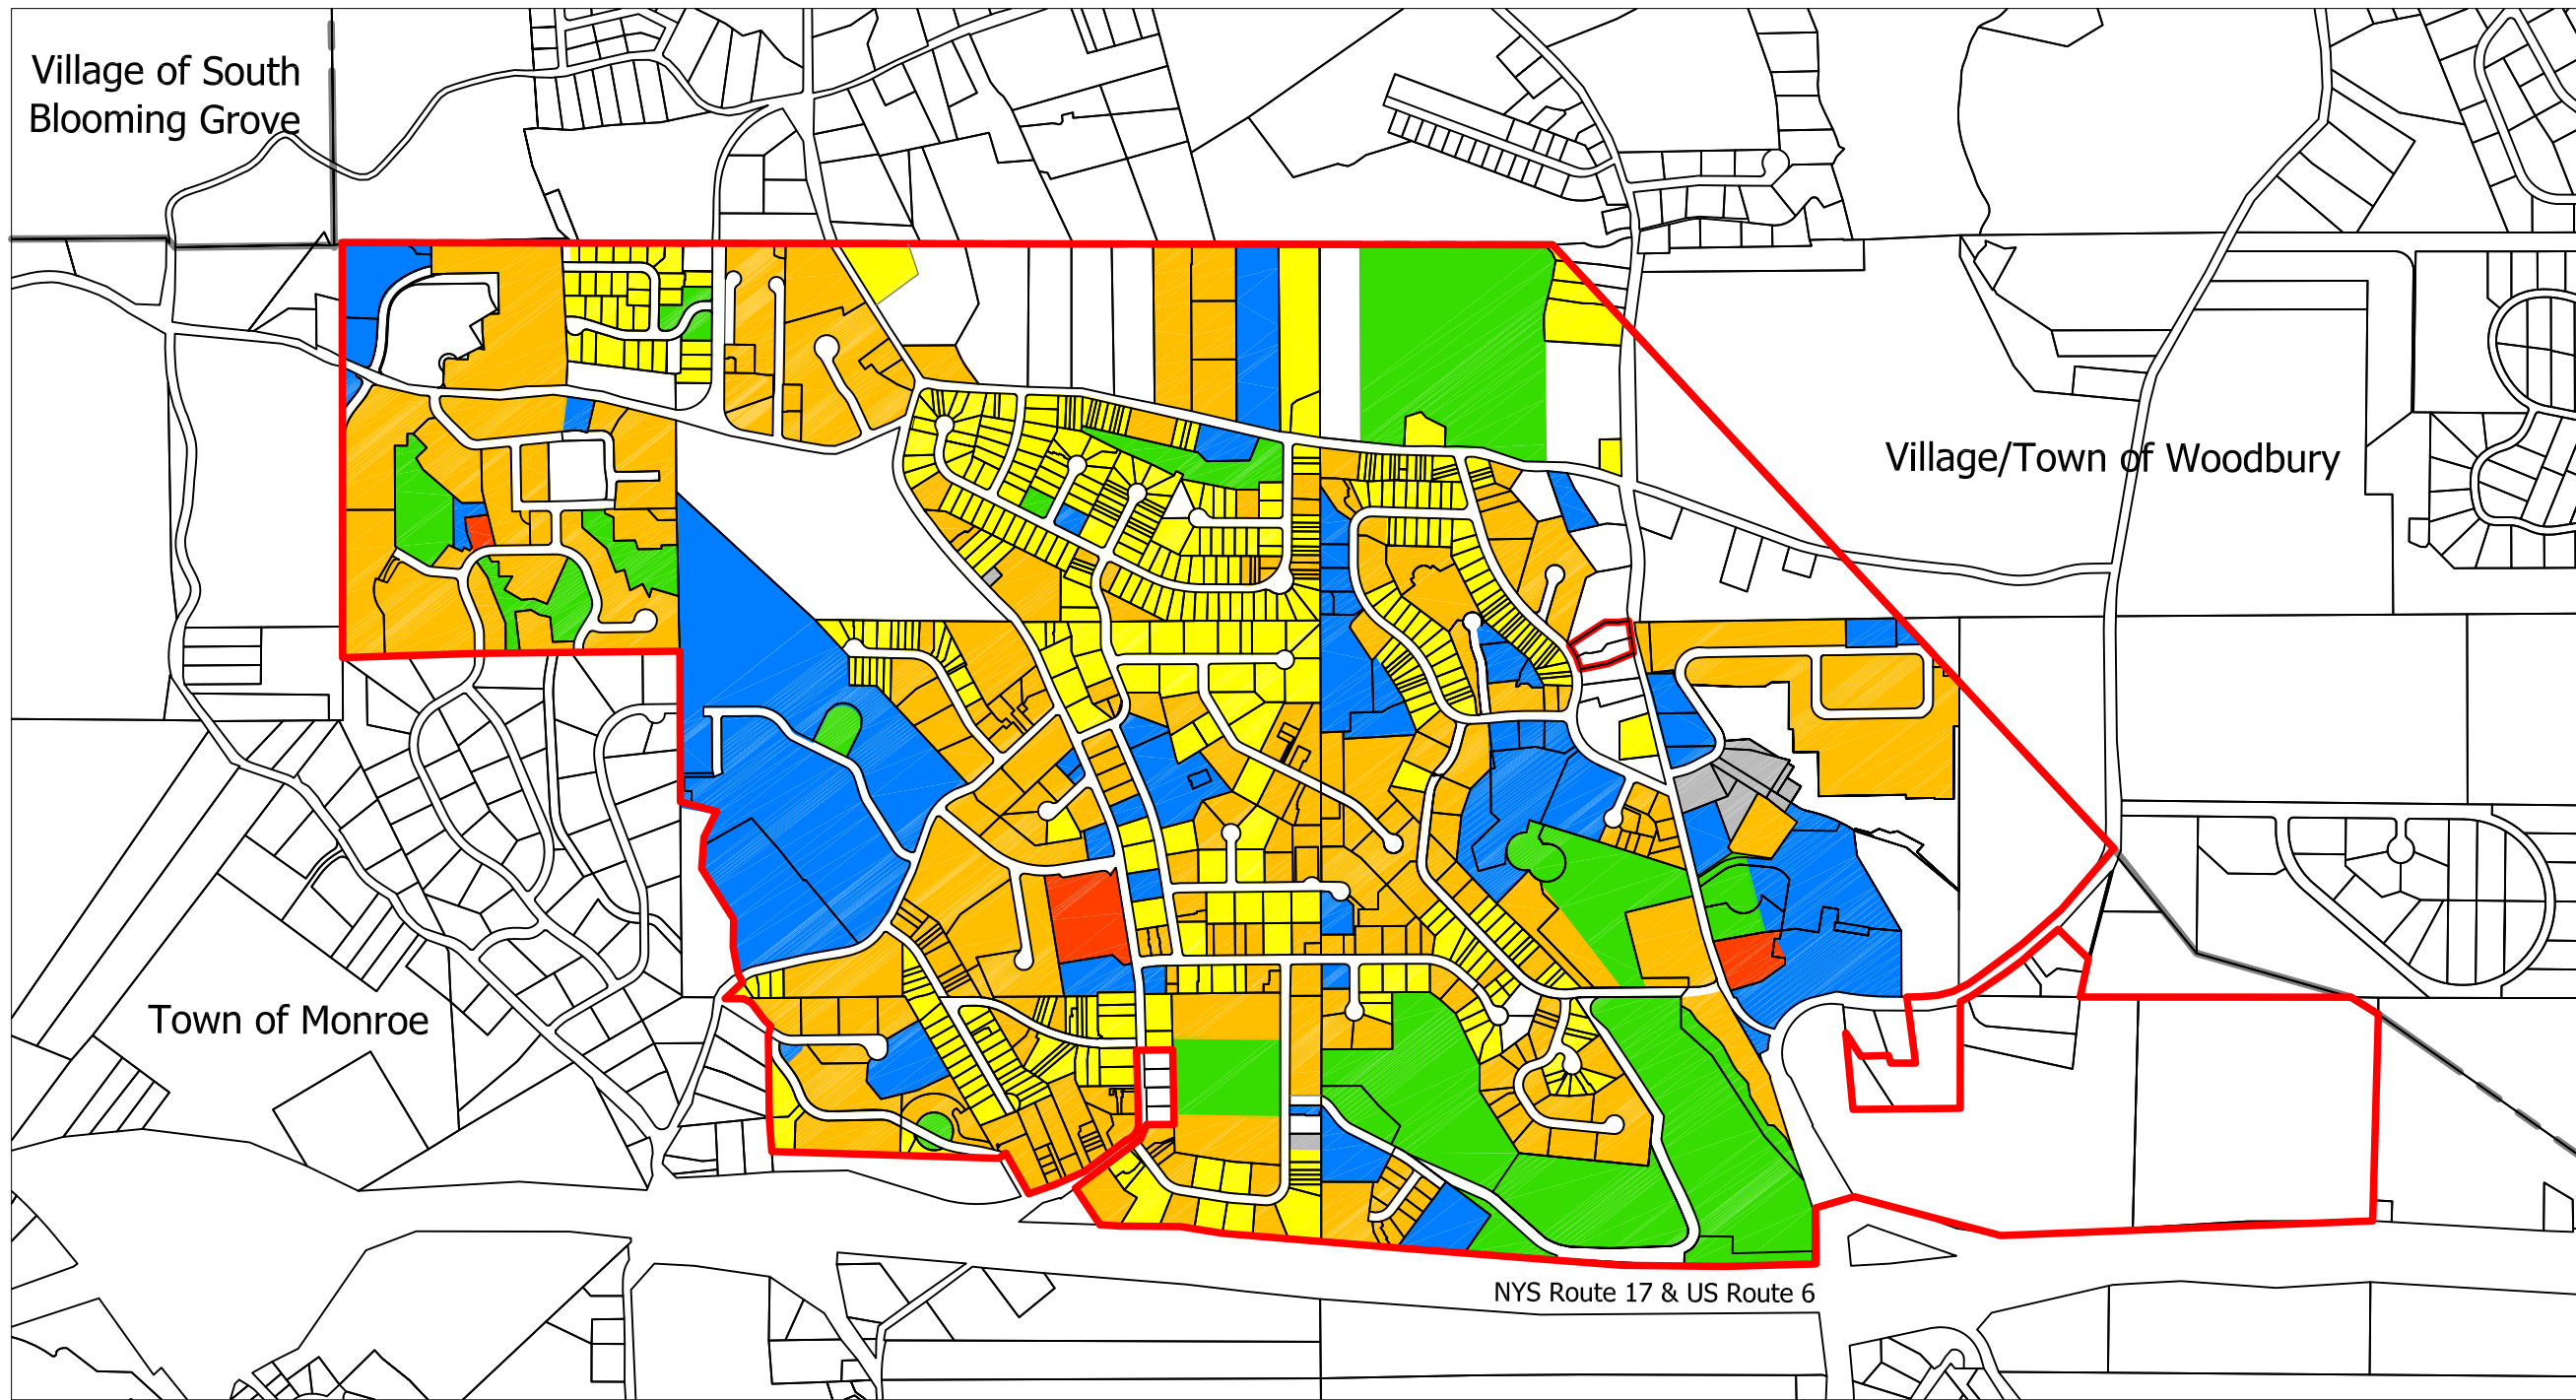 Village of South
Blooming Grove
Village/Town of Woodbury
Town of Monroe
NYS Route 17 & US Route 6